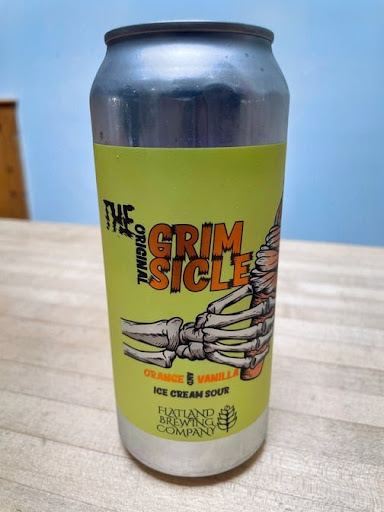 THE
ORIGINAL
GRIM
SICLE
ORANGE AND VANILLA
ICE CREAM SOUR
FLATLAND
BREWING
COMPANY